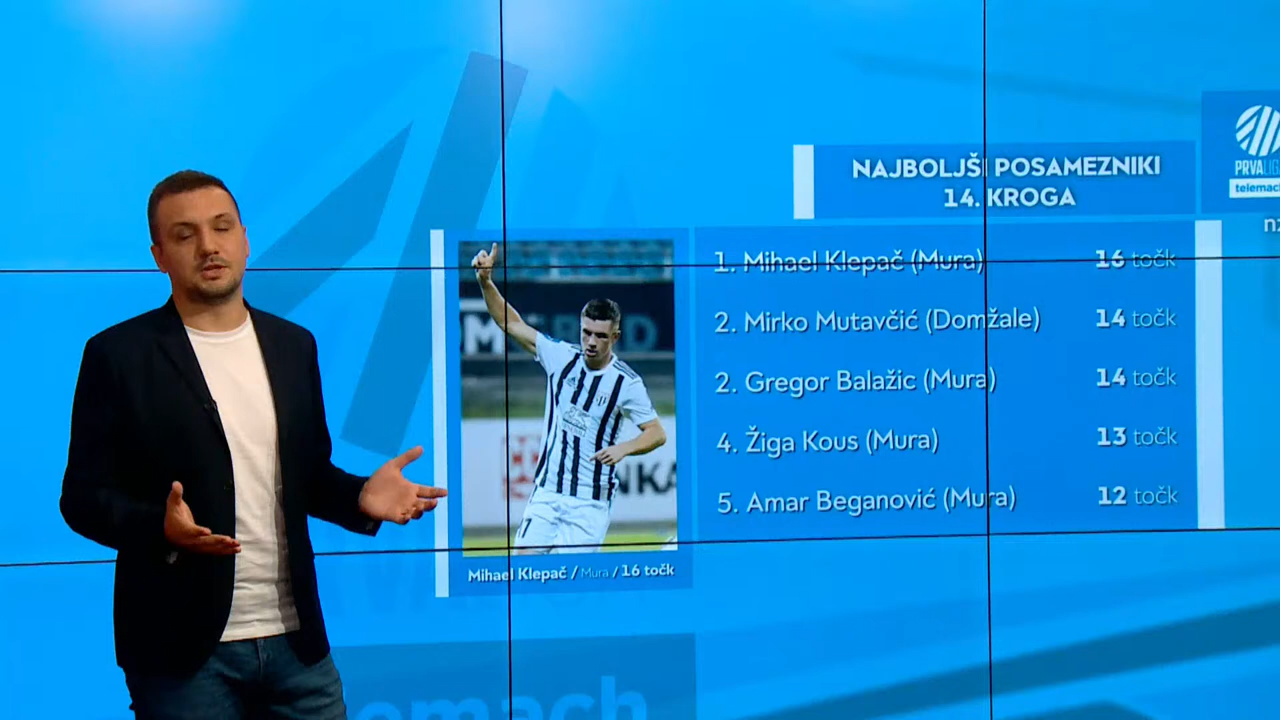 NAJBOLJŠI POSAMEZNIKI
14. KROGA
PRVALIGA
telemach
1. Mihael Klepač (Mura) 16 točk
2. Mirko Mutavčić (Domžale) 14 točk
2. Gregor Balažic (Mura) 14 točk
4. Žiga Kous (Mura) 13 točk
5. Amar Beganović (Mura) 12 točk
Mihael Klepač / Mura / 16 točk